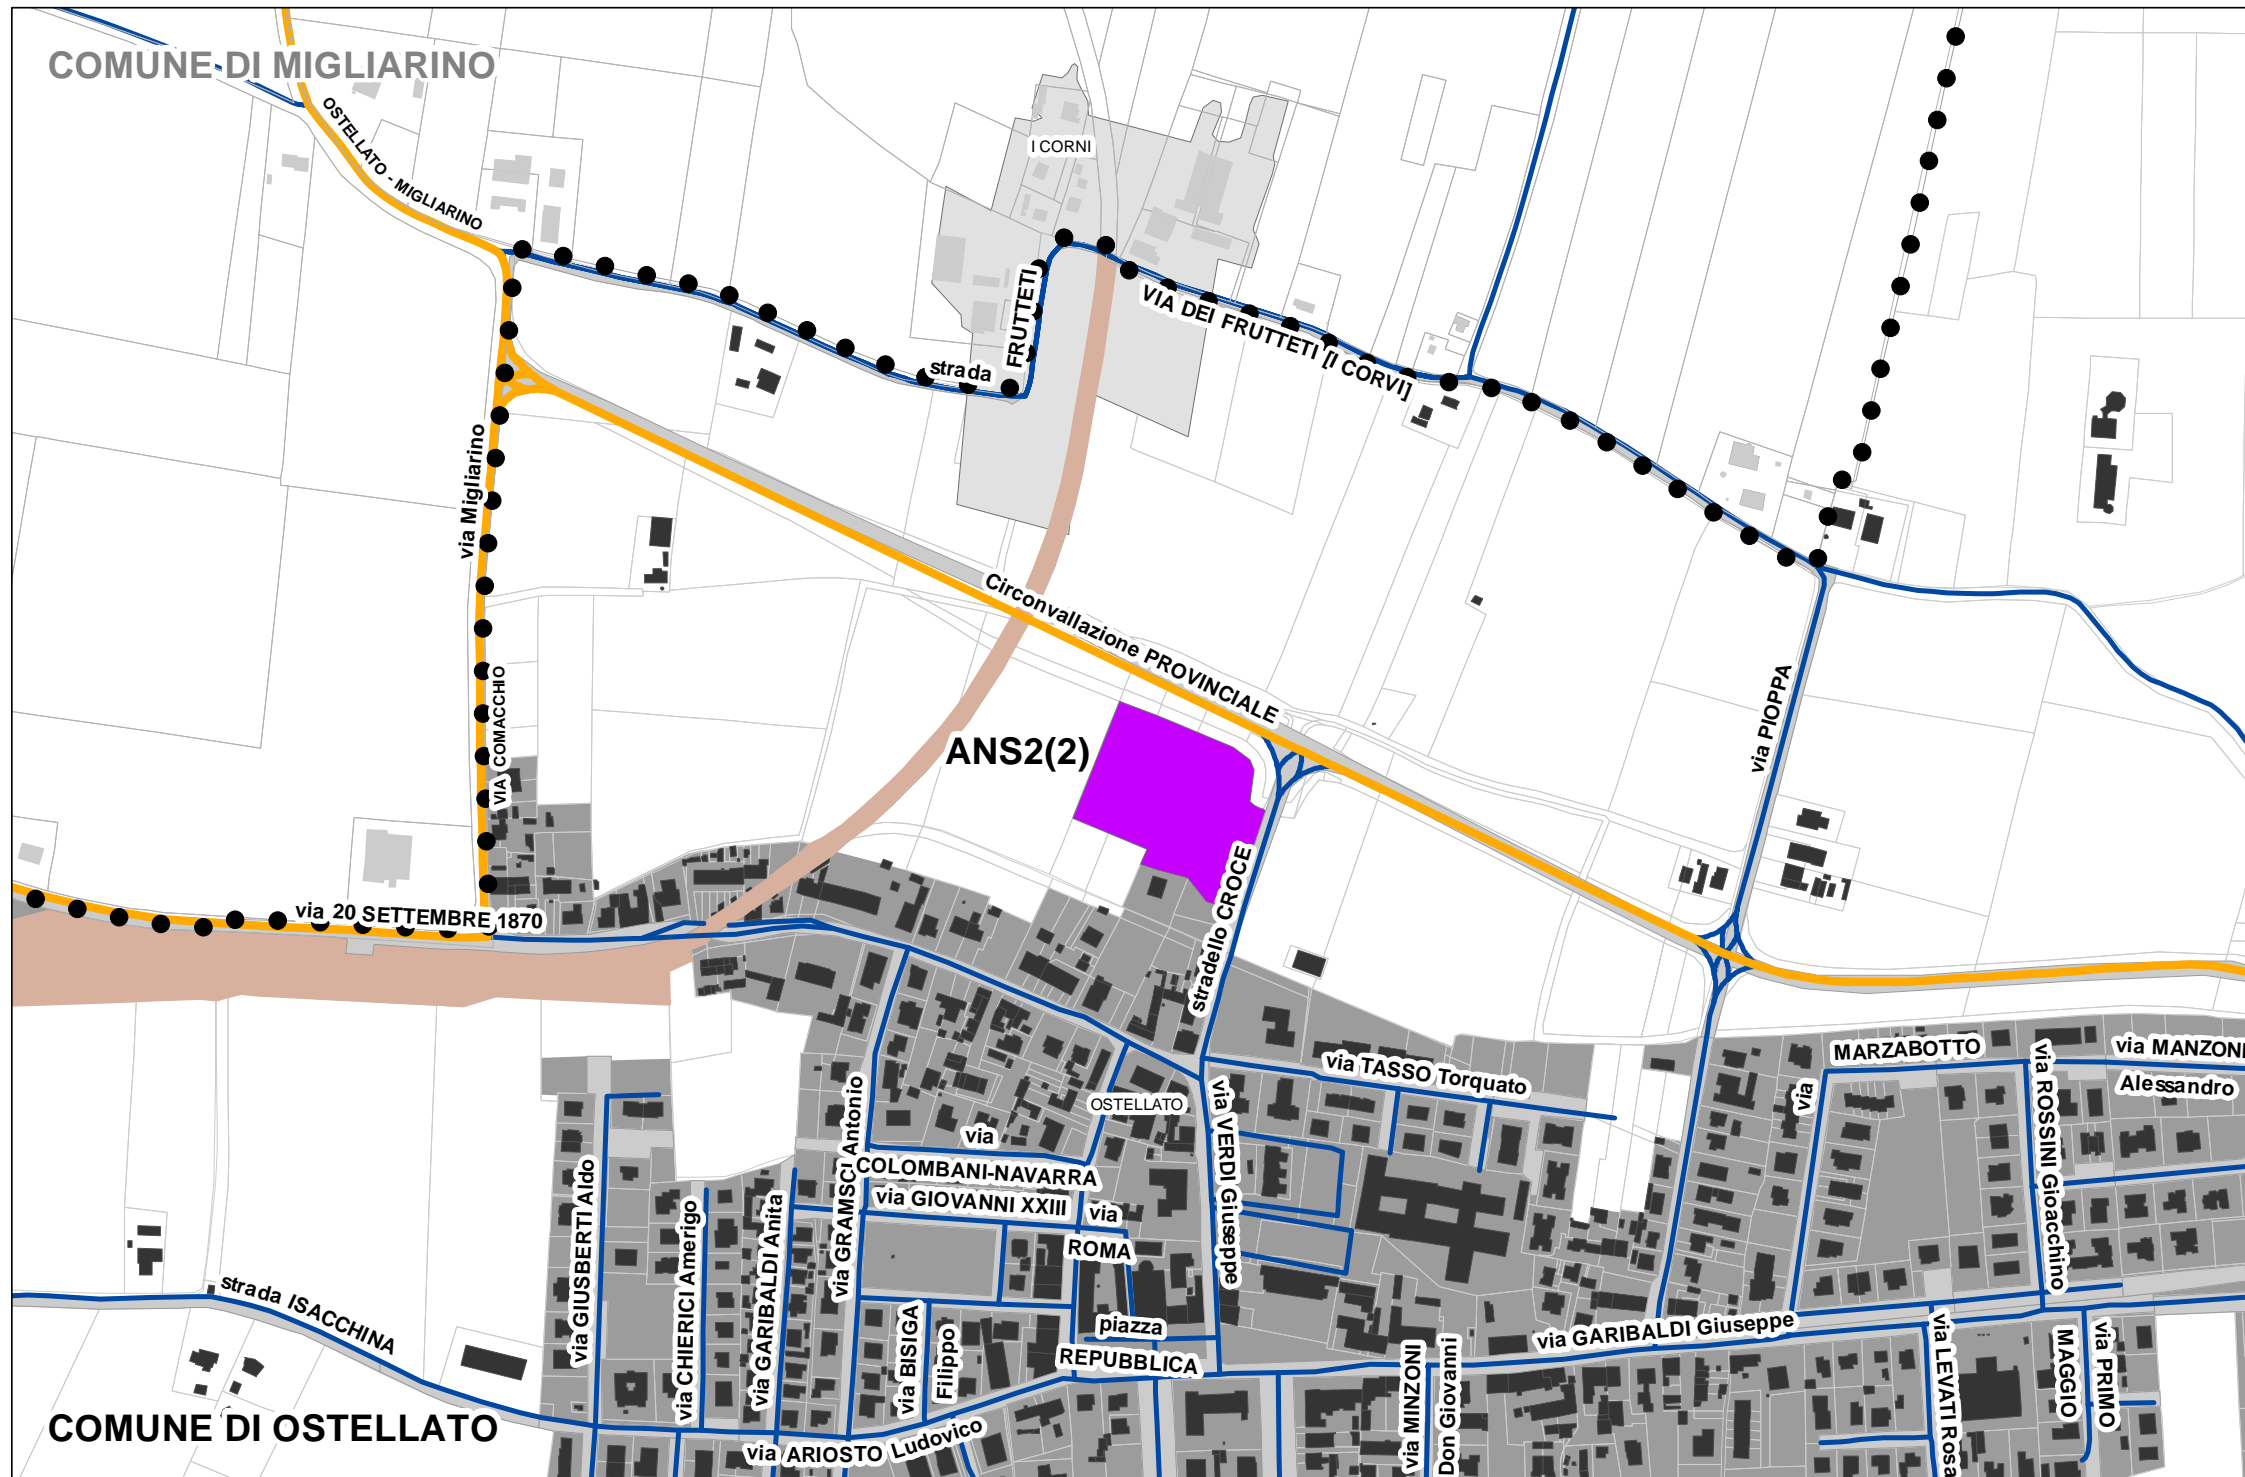 COMUNE DI MIGLIARINO
OSTELLATO - MIGLIARINO
I CORNI
FRUTTETI
strada
VIA DEI FRUTTETI [I CORVI]
via Migliarino
Circonvallazione PROVINCIALE
VIA COMACCHIO
ANS2(2)
via PIOPPA
via 20 SETTEMBRE 1870
stradello CROCE
via TASSO Torquato
MARZABOTTO
via
via MANZONI
Alessandro
via ROSSINI Gioacchino
OSTELLATO
via VERDI Giuseppe
via
COLOMBANI-NAVARRA
via GIOVANNI XXIII
via
ROMA
via GRAMSCI Antonio
via GIUSBERTI Aldo
via CHIERICI Amerigo
via GARIBALDI Anita
strada ISACCHINA
via BISIGA
Filippo
piazza
REPUBBLICA
via GARIBALDI Giuseppe
via MINZONI
Don Giovanni
via LEVATI Rosa
MAGGIO
via PRIMO
COMUNE DI OSTELLATO
via ARIOSTO Ludovico